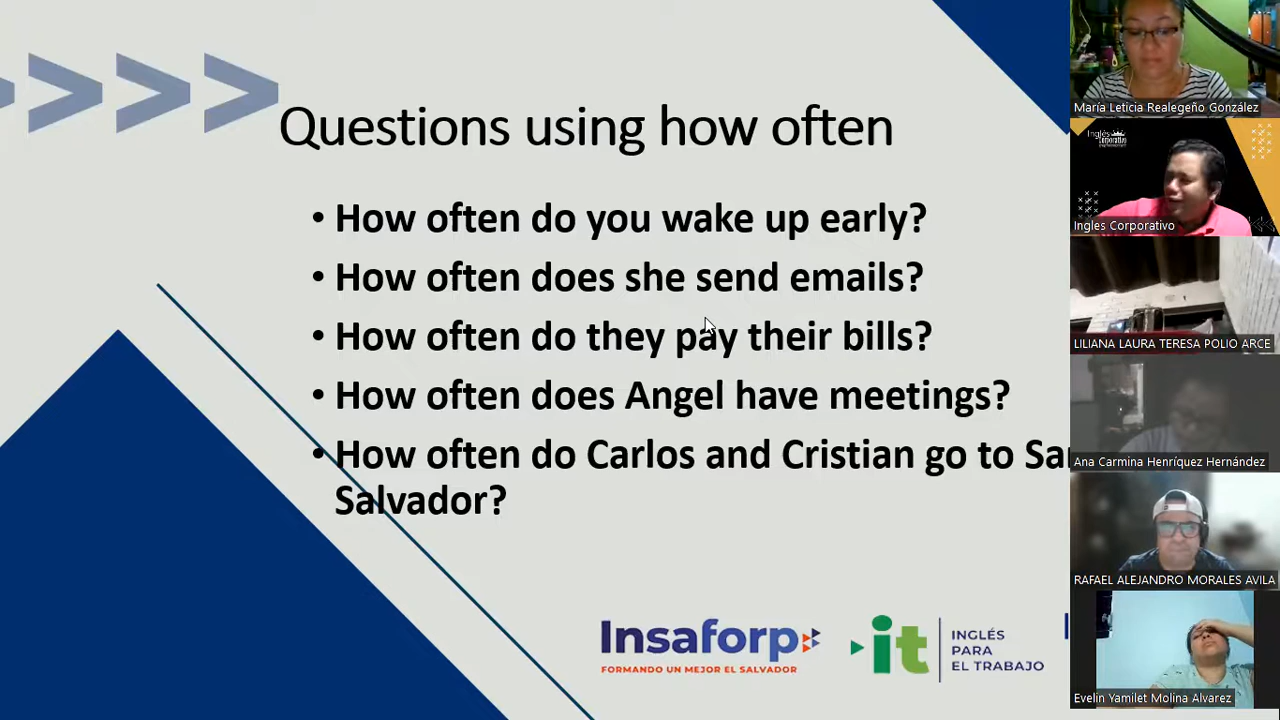 Questions using how often
• How often do you wake up early?
• How often does she send emails?
• How often do they pay their bills?
• How often does Angel have meetings?
• How often do Carlos and Cristian go to
Salvador?
Insaforp
FORMANDO UN MEJOR EL SALVADOR
it
INGLÉS
PARA
EL TRABAJO
María Leticia Realegeño González
Inglés
Corporativo
Ingles Corporativo
LILIANA LAURA TERESA POLIO ARCE
Ana Carmina Henríquez Hernández
RAFAEL ALEJANDRO MORALES AVILA
Evelin Yamilet Molina Alvarez